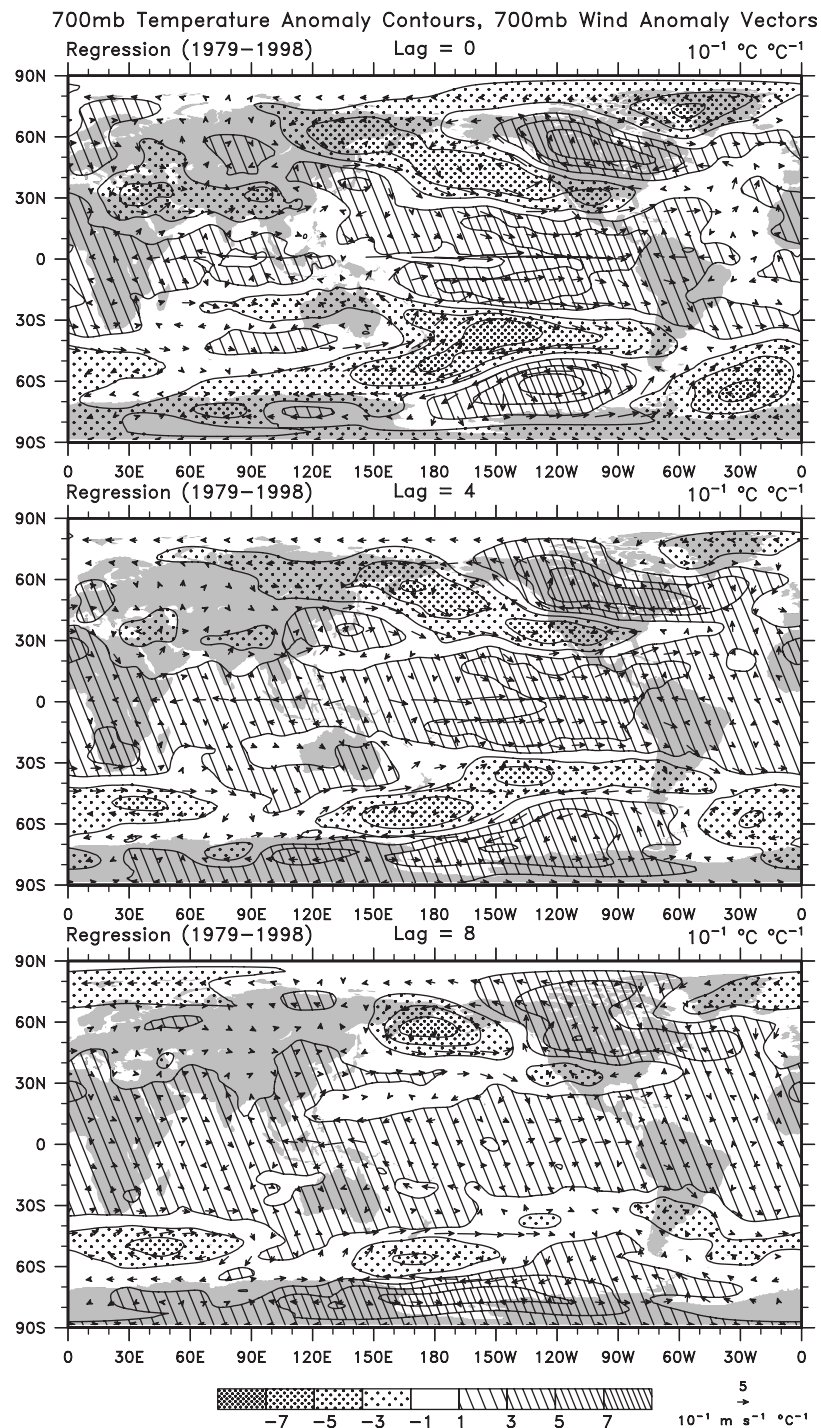 700mb Temperature Anomaly Contours, 700mb Wind Anomaly Vectors
Regression (1979−1998) Lag = 0 10⁻¹ °C °C⁻¹
90N
60N
30N
0
30S
60S
90S
0 30E 60E 90E 120E 150E 180 150W 120W 90W 60W 30W 0
Regression (1979−1998) Lag = 4 10⁻¹ °C °C⁻¹
90N
60N
30N
0
30S
60S
90S
0 30E 60E 90E 120E 150E 180 150W 120W 90W 60W 30W 0
Regression (1979−1998) Lag = 8 10⁻¹ °C °C⁻¹
90N
60N
30N
0
30S
60S
90S
0 30E 60E 90E 120E 150E 180 150W 120W 90W 60W 30W 0
5
−7 −5 −3 −1 1 3 5 7 10⁻¹ m s⁻¹ °C⁻¹